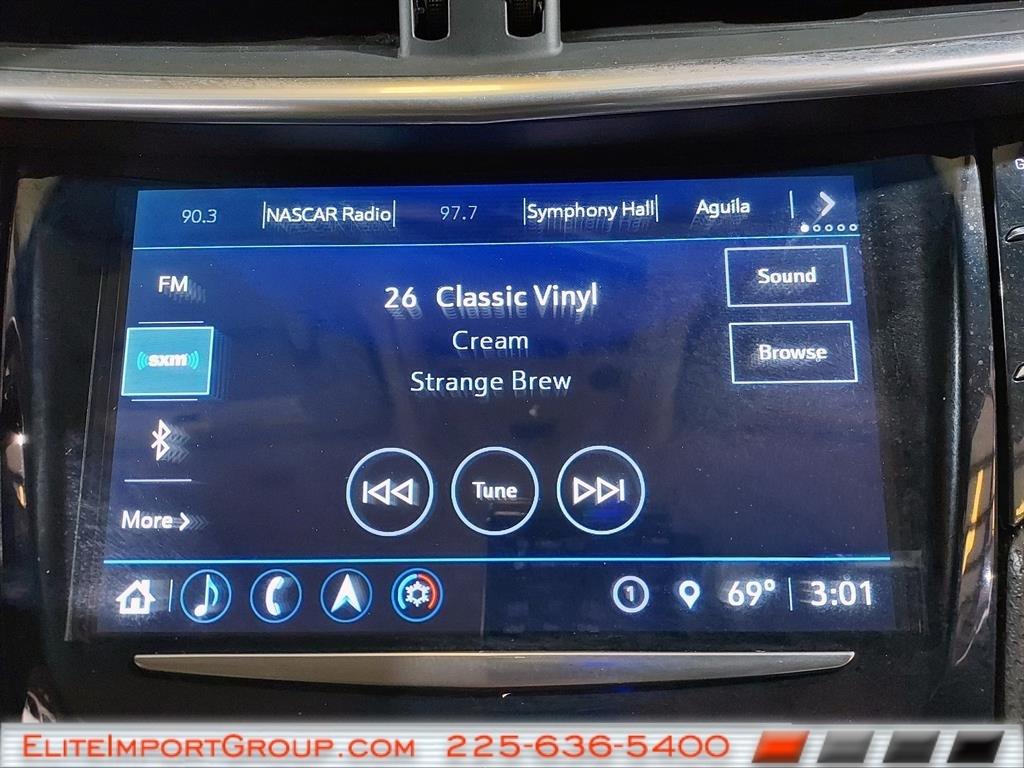 90.3 NASCAR Radio 97.7 Symphony Hall Aguila
FM
26 Classic Vinyl
Sound
sxm
Cream
Browse
Strange Brew
More
Tune
1 69° 3:01
EliteImportGroup.com 225-636-5400